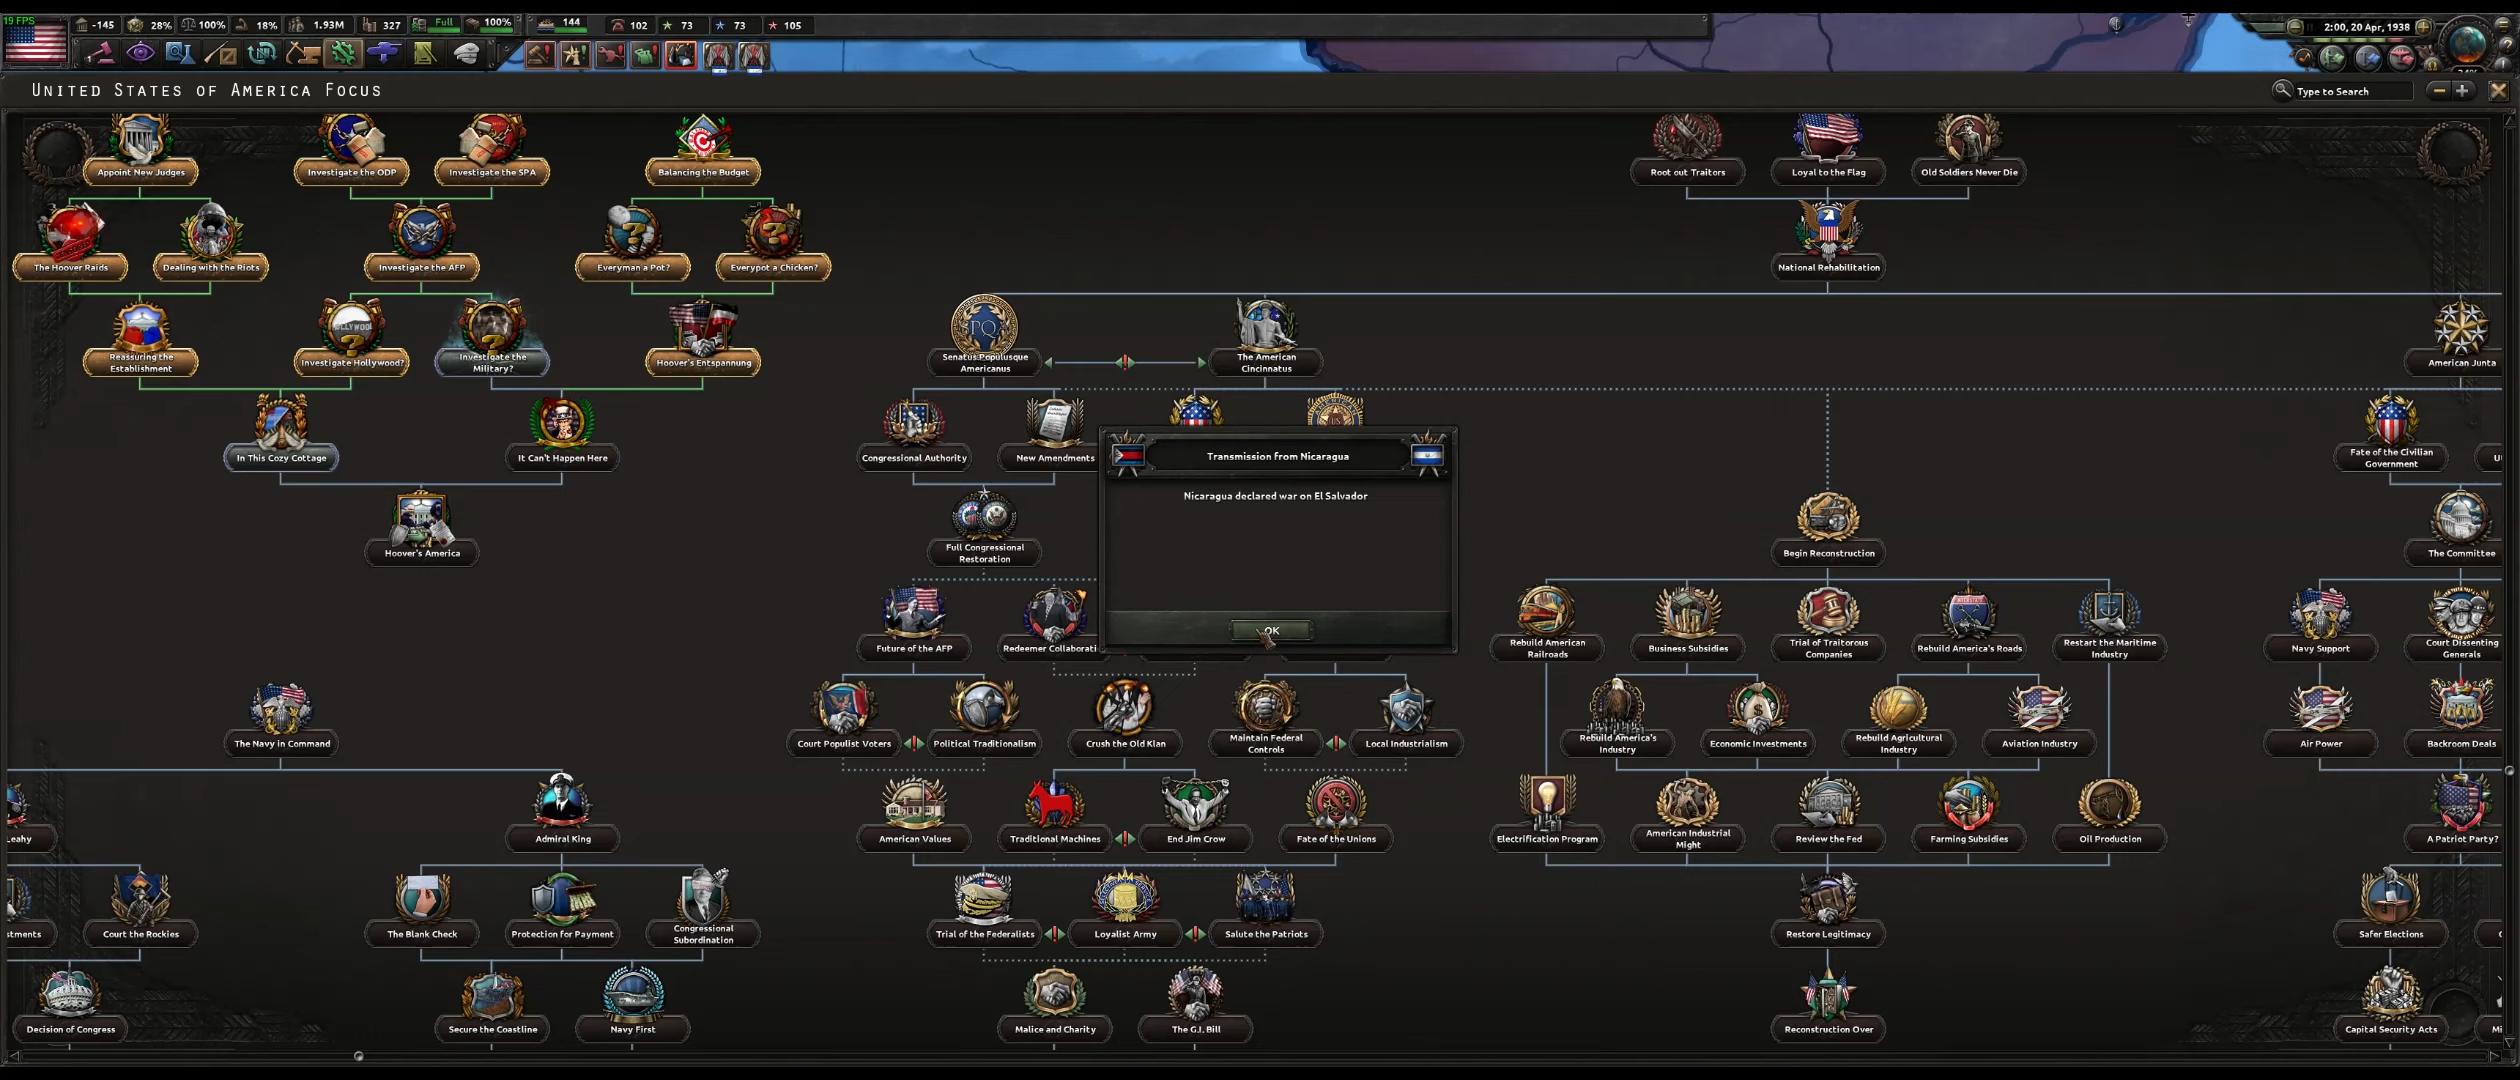 19 FPS
-145
28%
100%
18%
1.93M
327
Full
100%
144
102
73
73
105
2:00, 20 Apr, 1938
UNITED STATES OF AMERICA FOCUS
Type to Search
Appoint New Judges
Investigate the ODP
Investigate the SPA
Balancing the Budget
Root out Traitors
Loyal to the Flag
Old Soldiers Never Die
The Hoover Raids
Dealing with the Riots
Investigate the AFP
Everyman a Pot?
Everypot a Chicken?
National Rehabilitation
Reassuring the
Establishment
Investigate Hollywood?
Investigate the
Military?
Hoover's Entspannung
Senatus Populusque
Americanus
The American
Cincinnatus
American Junta
In This Cozy Cottage
It Can't Happen Here
Congressional Authority
New Amendments
Fate of the Civilian
Government
Transmission from Nicaragua
Nicaragua declared war on El Salvador
OK
Hoover's America
Full Congressional
Restoration
Begin Reconstruction
The Committee
Future of the AFP
Redeemer Collaborati
Rebuild American
Railroads
Business Subsidies
Trial of Traitorous
Companies
Rebuild America's Roads
Restart the Maritime
Industry
Navy Support
Court Dissenting
Generals
The Navy in Command
Court Populist Voters
Political Traditionalism
Crush the Old Klan
Maintain Federal
Controls
Local Industrialism
Rebuild America's
Industry
Economic Investments
Rebuild Agricultural
Industry
Aviation Industry
Air Power
Backroom Deals
Leahy
Admiral King
American Values
Traditional Machines
End Jim Crow
Fate of the Unions
Electrification Program
American Industrial
Might
Review the Fed
Farming Subsidies
Oil Production
A Patriot Party?
stments
Court the Rockies
The Blank Check
Protection for Payment
Congressional
Subordination
Trial of the Federalists
Loyalist Army
Salute the Patriots
Restore Legitimacy
Safer Elections
Decision of Congress
Secure the Coastline
Navy First
Malice and Charity
The G.I. Bill
Reconstruction Over
Capital Security Acts